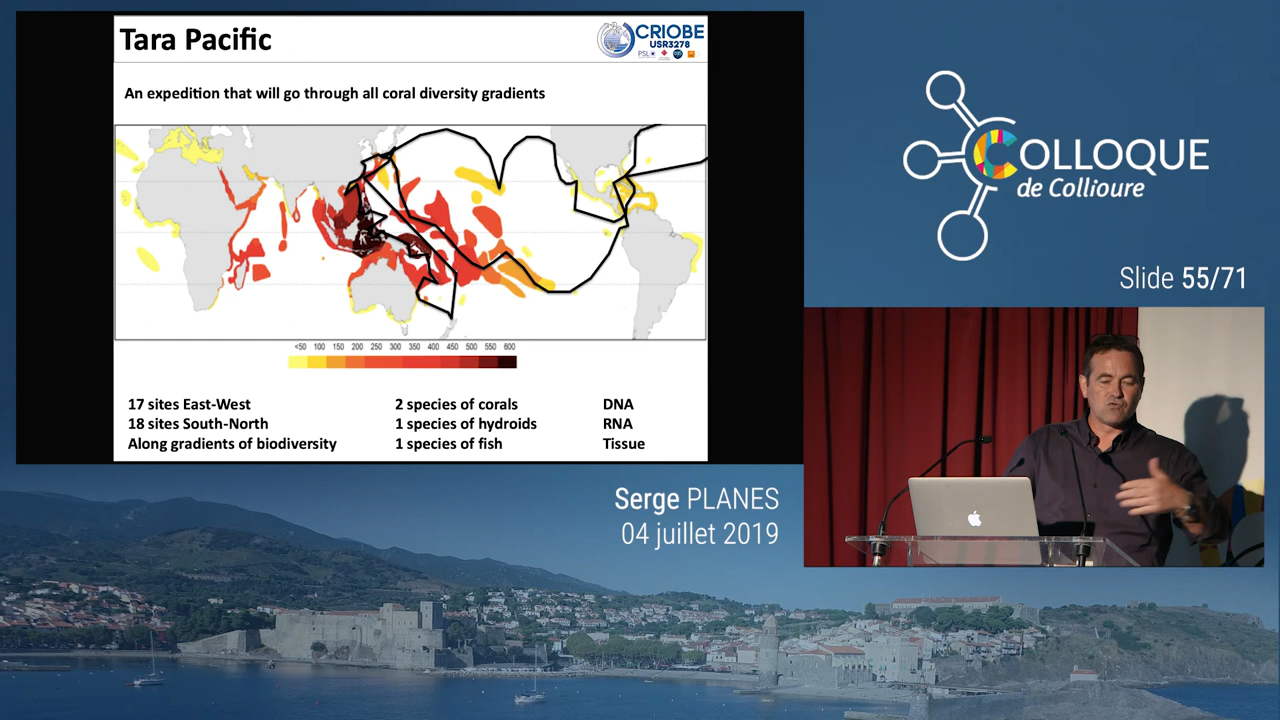 Tara Pacific
CRIOBE
USR3278
PSL
An expedition that will go through all coral diversity gradients
<50 100 150 200 250 300 350 400 450 500 550 600
17 sites East-West
18 sites South-North
Along gradients of biodiversity
2 species of corals
1 species of hydroids
1 species of fish
DNA
RNA
Tissue
COLLOQUE
de Collioure
Slide 55/71
Serge PLANES
04 juillet 2019